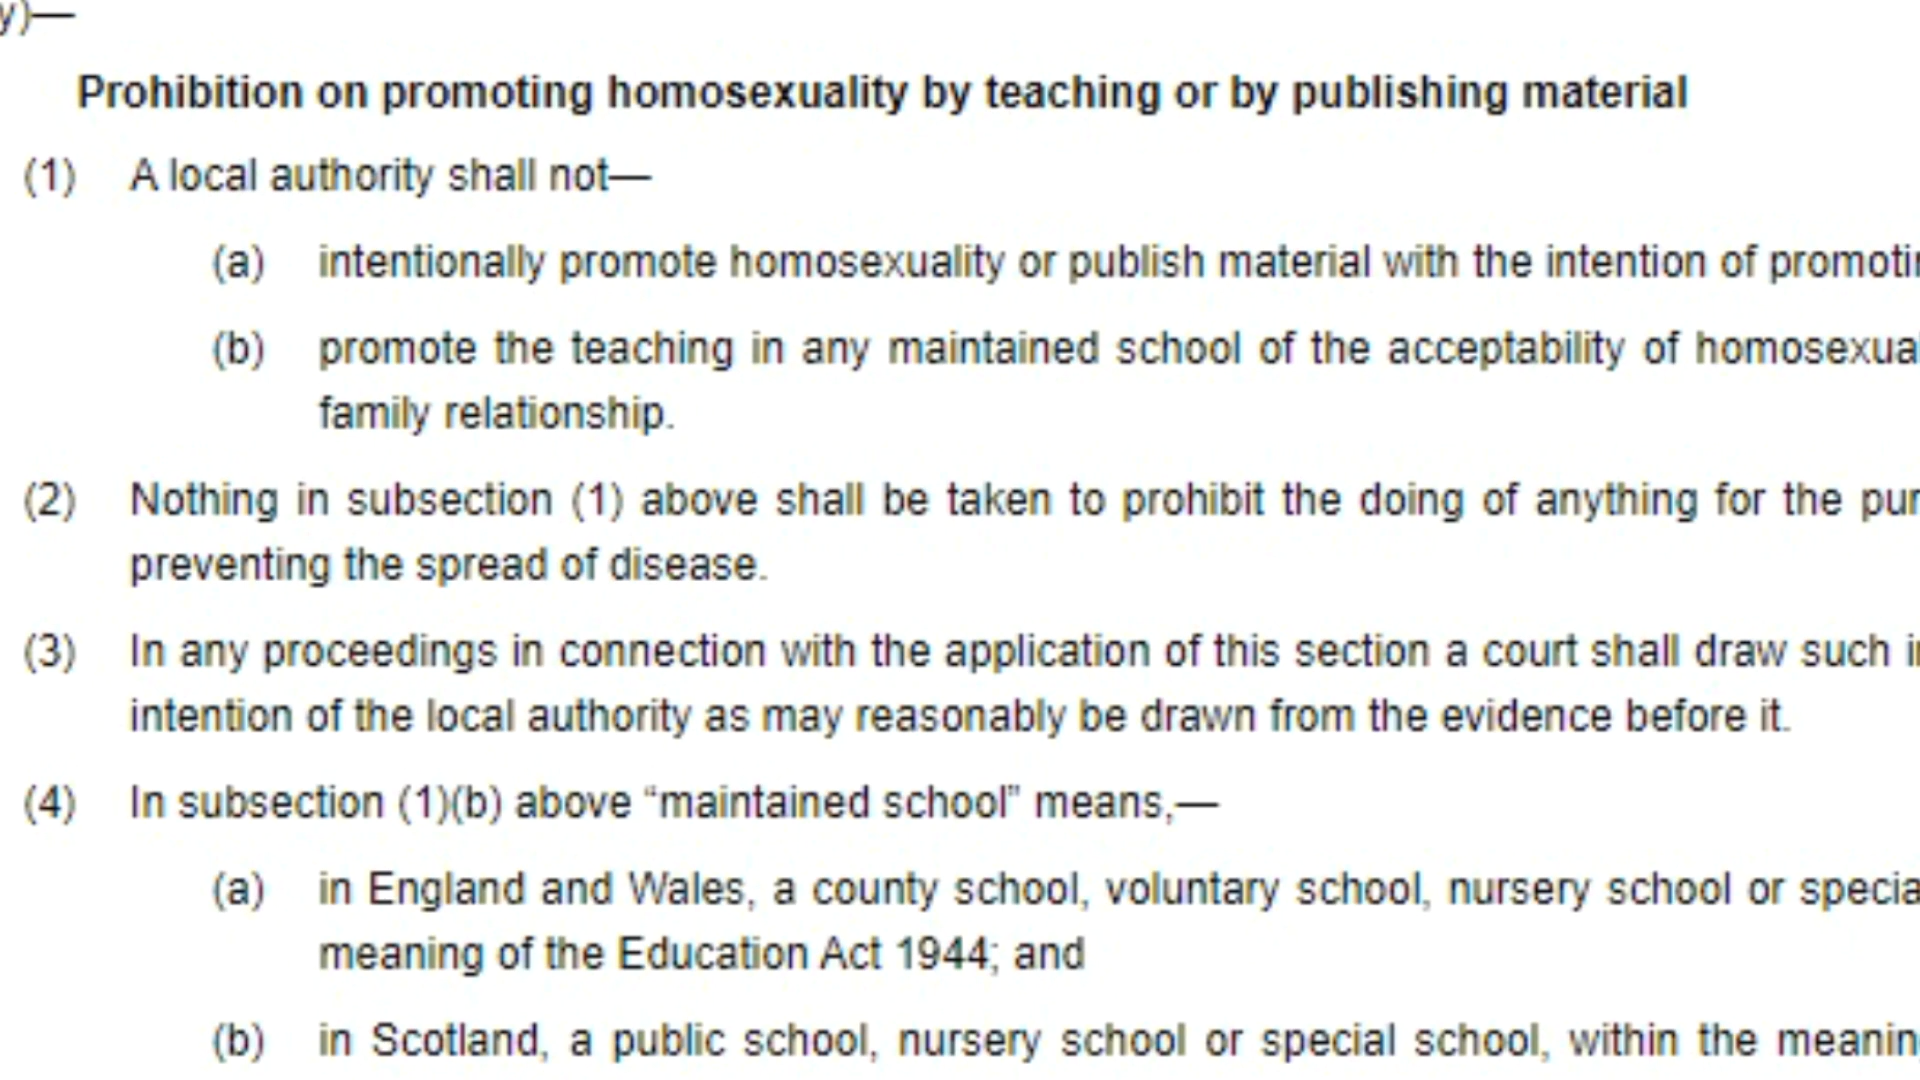 y)—
Prohibition on promoting homosexuality by teaching or by publishing material
(1) A local authority shall not—
(a) intentionally promote homosexuality or publish material with the intention of promoti
(b) promote the teaching in any maintained school of the acceptability of homosexual
family relationship.
(2) Nothing in subsection (1) above shall be taken to prohibit the doing of anything for the pur
preventing the spread of disease.
(3) In any proceedings in connection with the application of this section a court shall draw such i
intention of the local authority as may reasonably be drawn from the evidence before it.
(4) In subsection (1)(b) above “maintained school” means,—
(a) in England and Wales, a county school, voluntary school, nursery school or specia
meaning of the Education Act 1944; and
(b) in Scotland, a public school, nursery school or special school, within the meanin